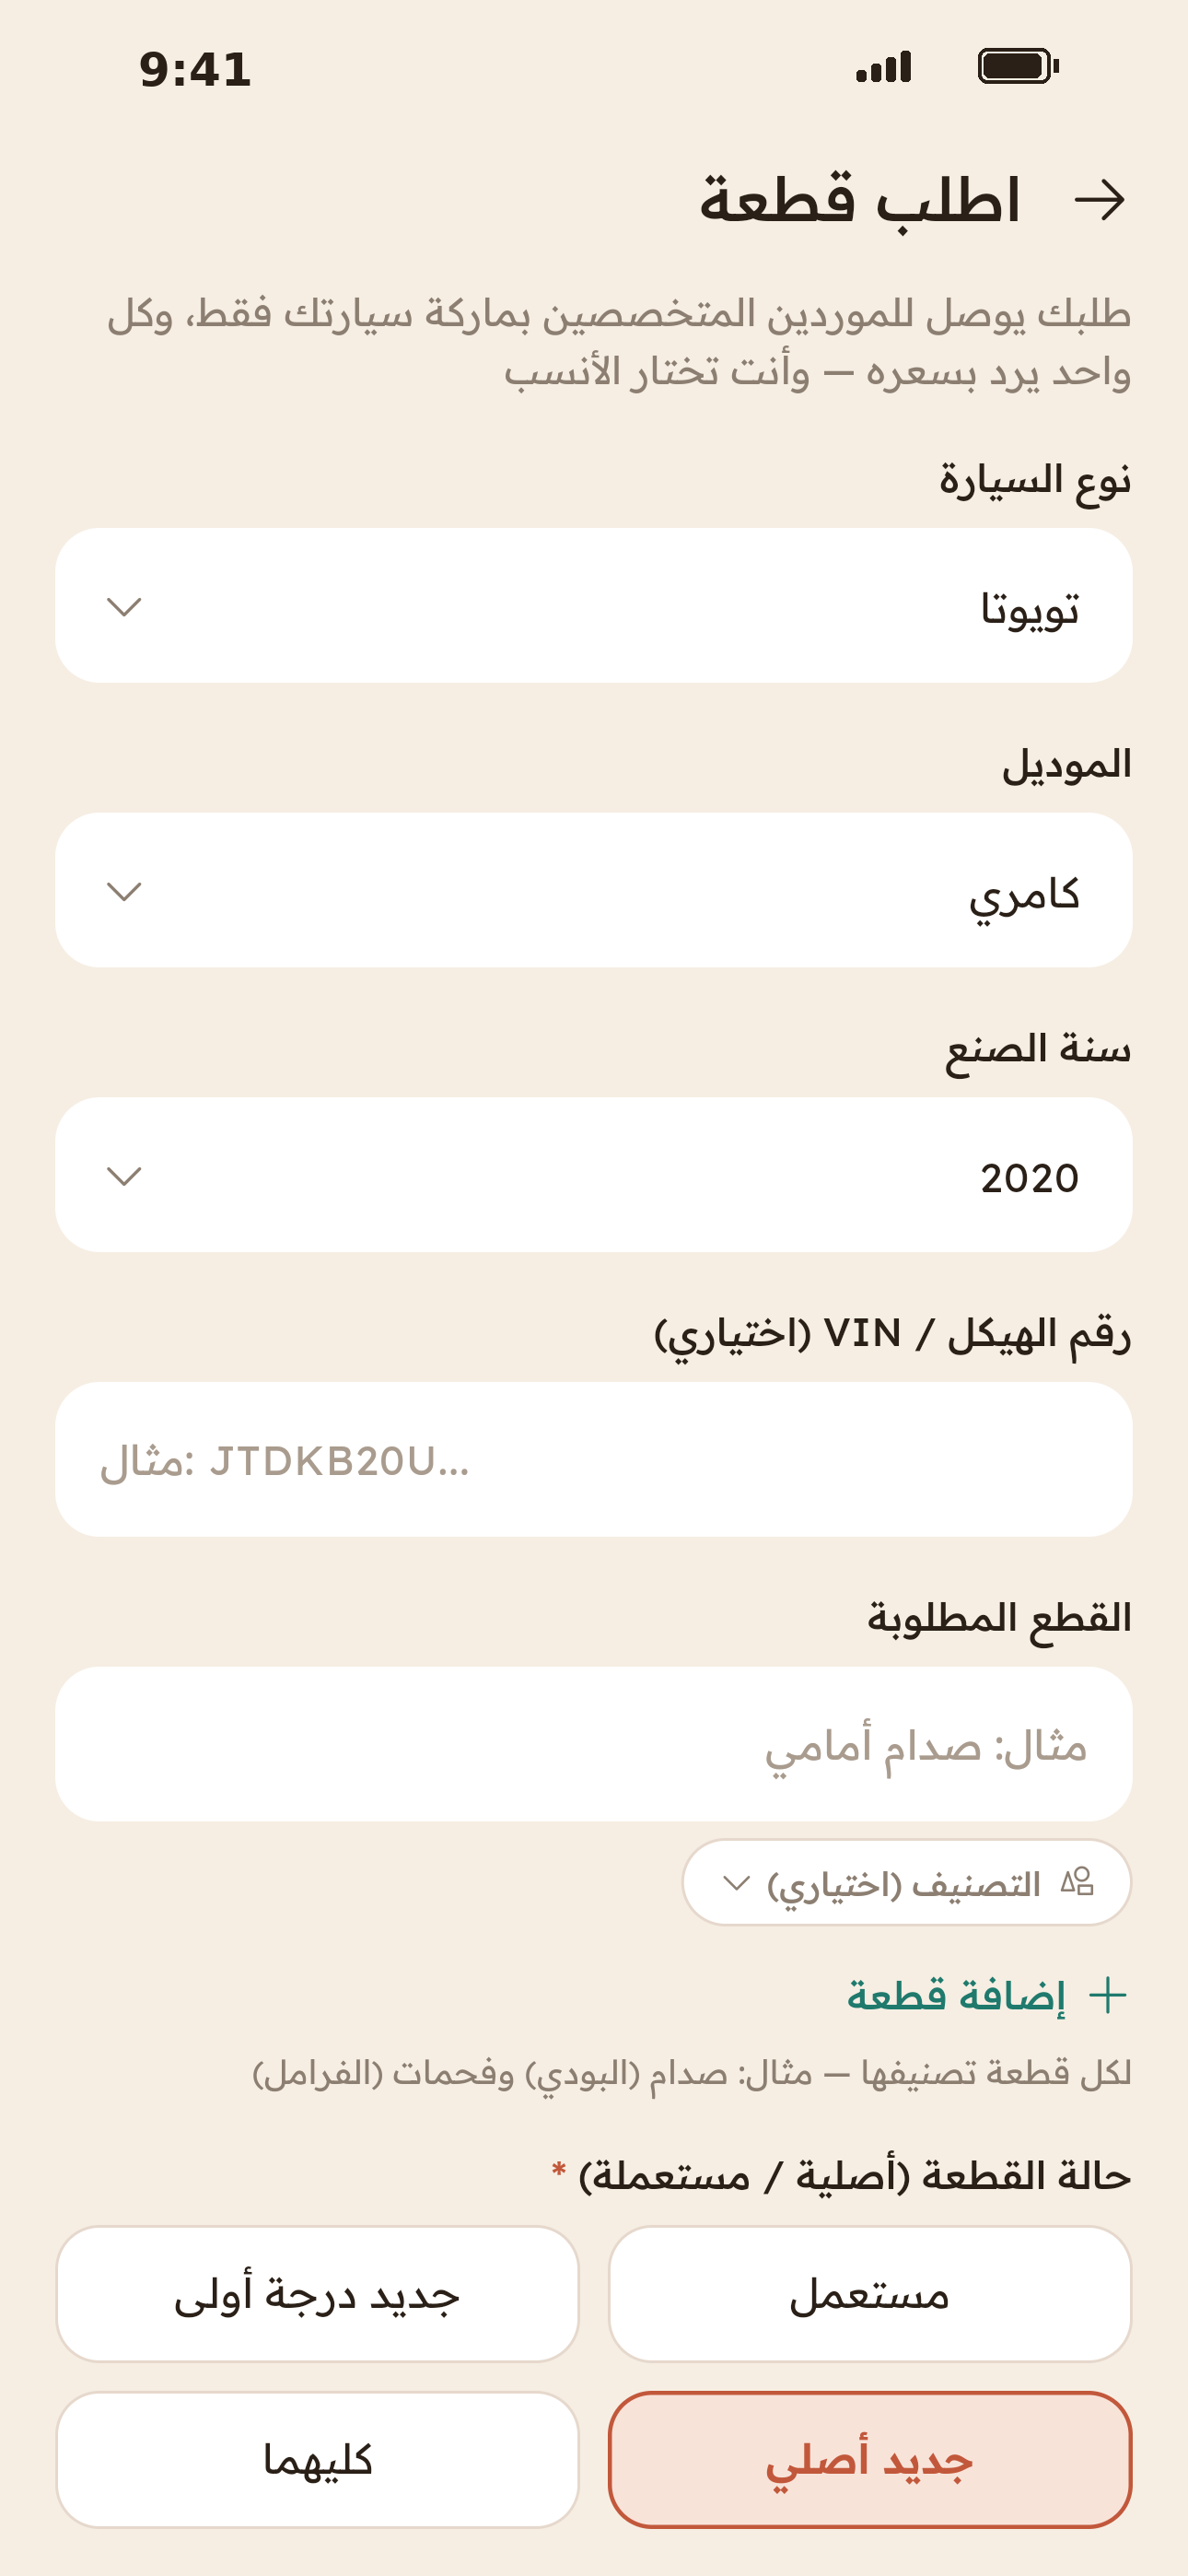 9:41
اطلب قطعة
طلبك يوصل للموردين المتخصصين بماركة سيارتك فقط، وكل
واحد يرد بسعره — وأنت تختار الأنسب
نوع السيارة
تويوتا
الموديل
كامري
سنة الصنع
2020
رقم الهيكل / VIN (اختياري)
مثال: JTDKB20U...
القطع المطلوبة
مثال: صدام أمامي
التصنيف (اختياري)
إضافة قطعة
لكل قطعة تصنيفها — مثال: صدام (البودي) وفحمات (الفرامل)
حالة القطعة (أصلية / مستعملة) *
مستعمل
جديد درجة أولى
جديد أصلي
كليهما